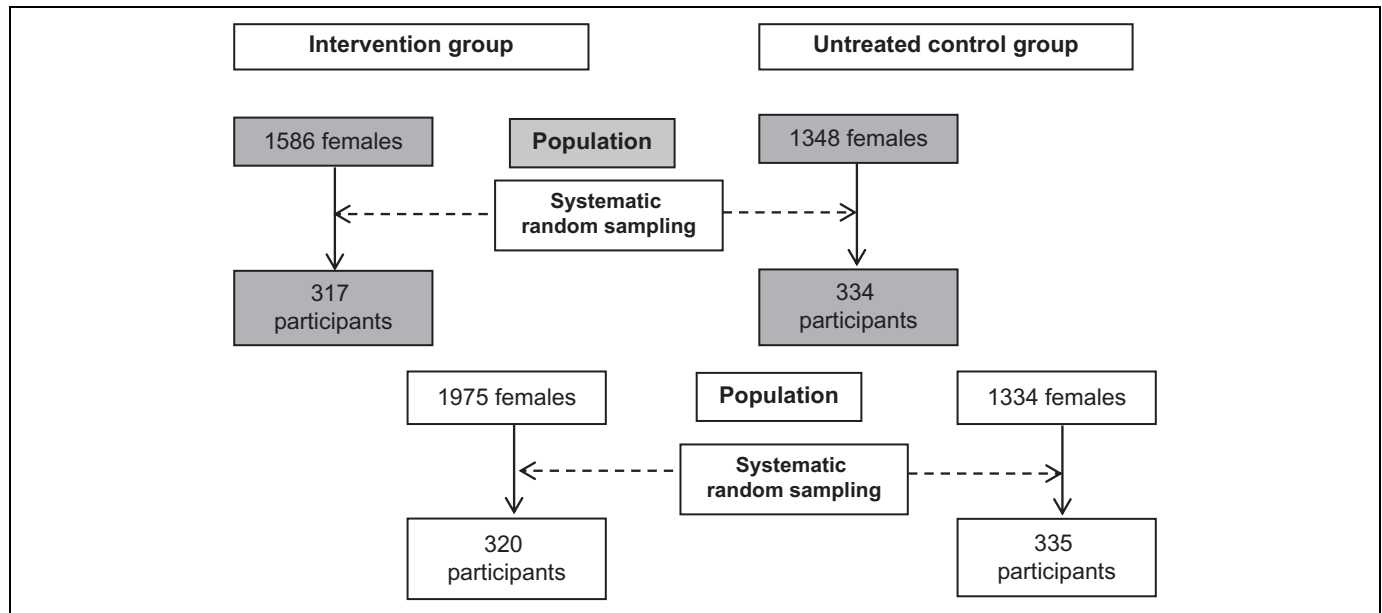 Intervention group
Untreated control group
1586 females
Population
1348 females
Systematic
random sampling
317
participants
334
participants
1975 females
Population
1334 females
Systematic
random sampling
320
participants
335
participants